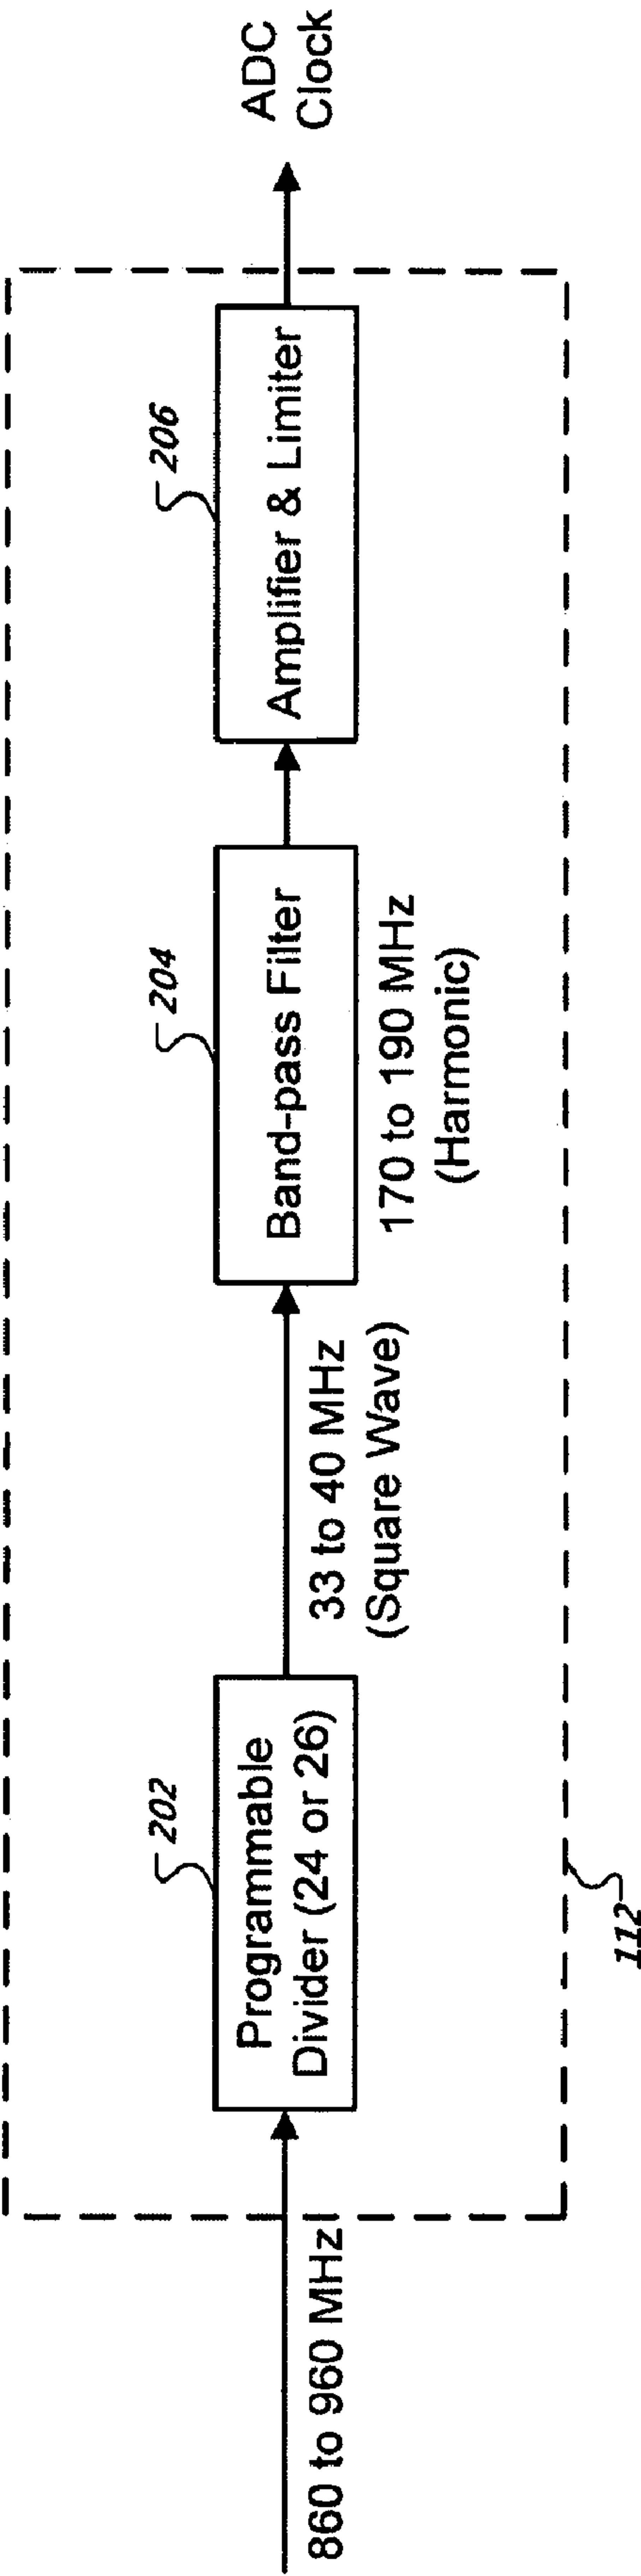 860 to 960 MHz
112
202
Programmable
Divider (24 or 26)
33 to 40 MHz
(Square Wave)
204
Band-pass Filter
170 to 190 MHz
(Harmonic)
206
Amplifier & Limiter
ADC
Clock